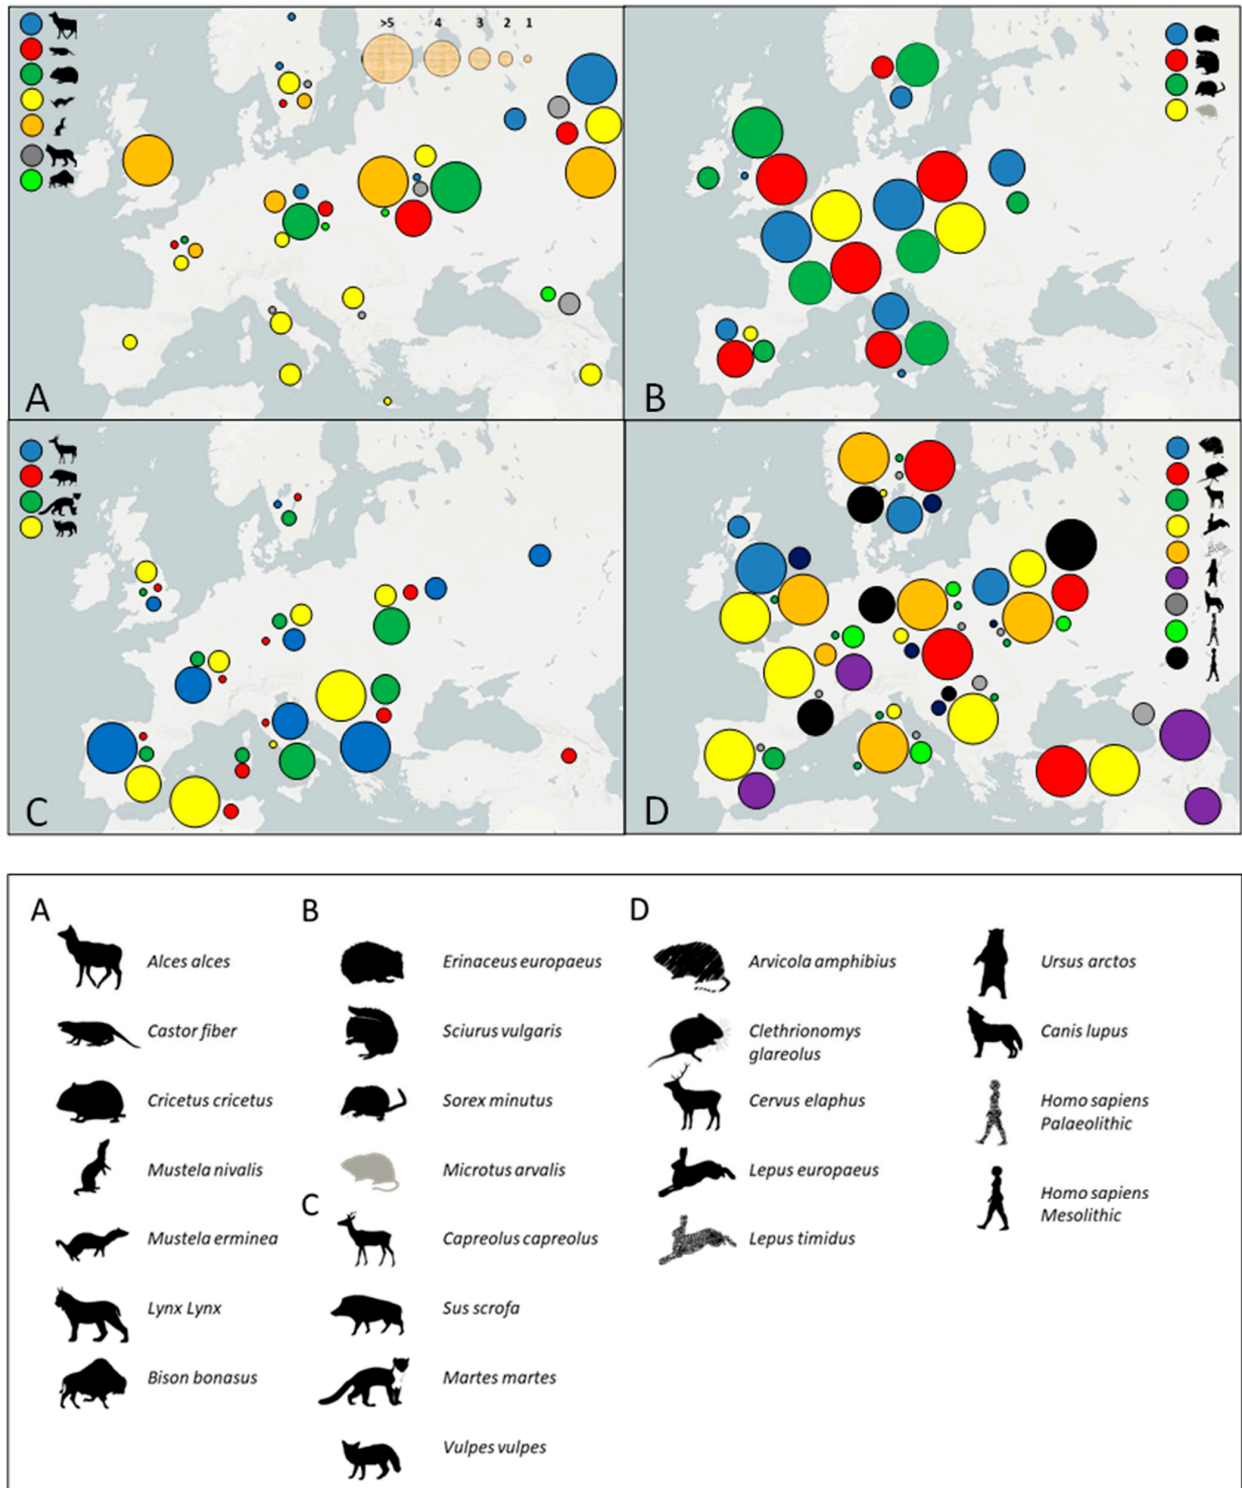 >5 4 3 2 1
A
B
C
D
A
B
D
Alces alces
Erinaceus europaeus
Arvicola amphibius
Ursus arctos
Castor fiber
Sciurus vulgaris
Clethrionomys
glareolus
Canis lupus
Cricetus cricetus
Sorex minutus
Cervus elaphus
Homo sapiens
Palaeolithic
Mustela nivalis
Microtus arvalis
Lepus europaeus
Homo sapiens
Mesolithic
C
Mustela erminea
Capreolus capreolus
Lepus timidus
Lynx Lynx
Sus scrofa
Bison bonasus
Martes martes
Vulpes vulpes